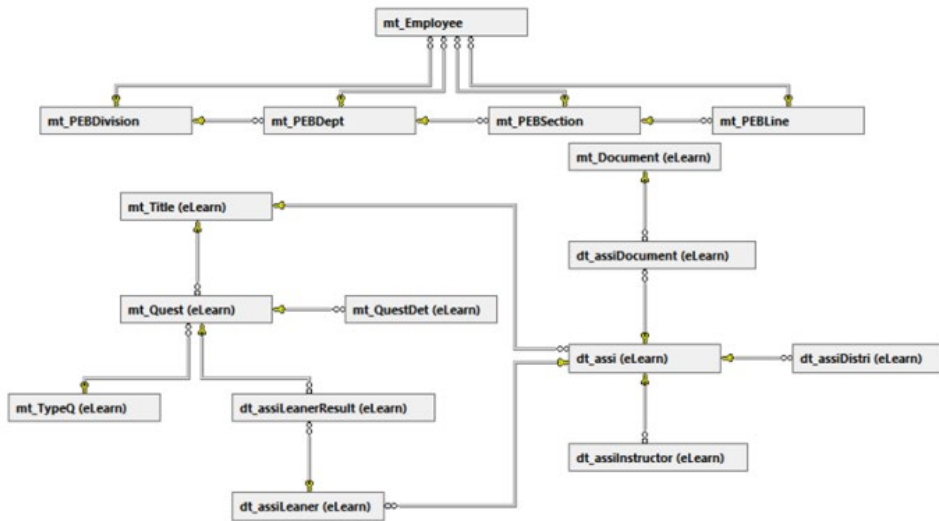 mt_Employee
mt_PEBDivision
mt_PEBDept
mt_PEBSection
mt_PEBLine
mt_Document (eLearn)
mt_Title (eLearn)
dt_assiDocument (eLearn)
mt_Quest (eLearn)
mt_QuestDet (eLearn)
dt_assi (eLearn)
dt_assiDistri (eLearn)
mt_TypeQ (eLearn)
dt_assiLeanerResult (eLearn)
dt_assiInstructor (eLearn)
dt_assiLeaner (eLearn)